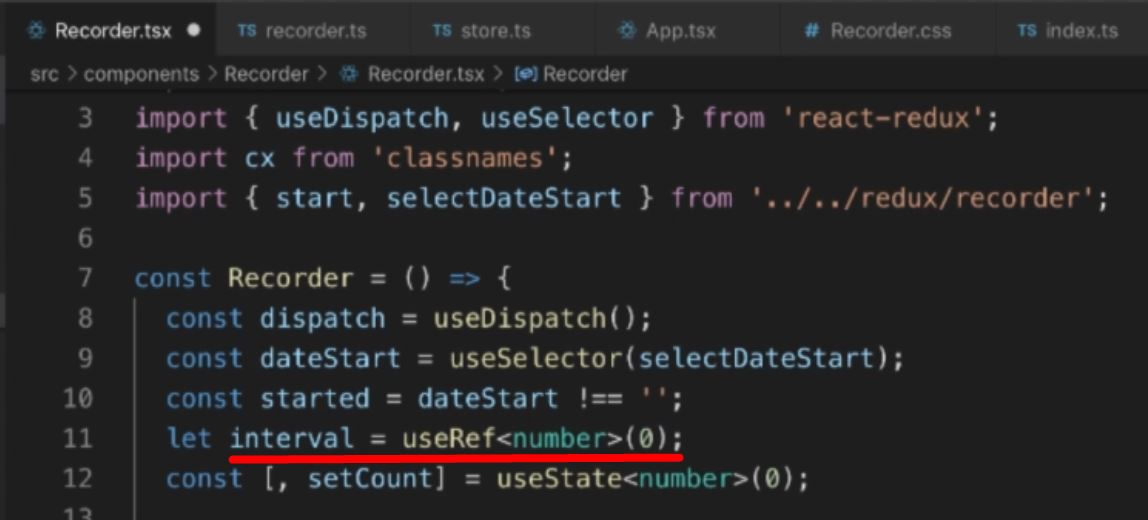 Recorder.tsx TS recorder.ts TS store.ts App.tsx # Recorder.css TS index.ts
src > components > Recorder > Recorder.tsx > Recorder
3 import { useDispatch, useSelector } from 'react-redux';
4 import cx from 'classnames';
5 import { start, selectDateStart } from '../../redux/recorder';
6
7 const Recorder = () => {
8 const dispatch = useDispatch();
9 const dateStart = useSelector(selectDateStart);
10 const started = dateStart !== '';
11 let interval = useRef<number>(0);
12 const [, setCount] = useState<number>(0);
13